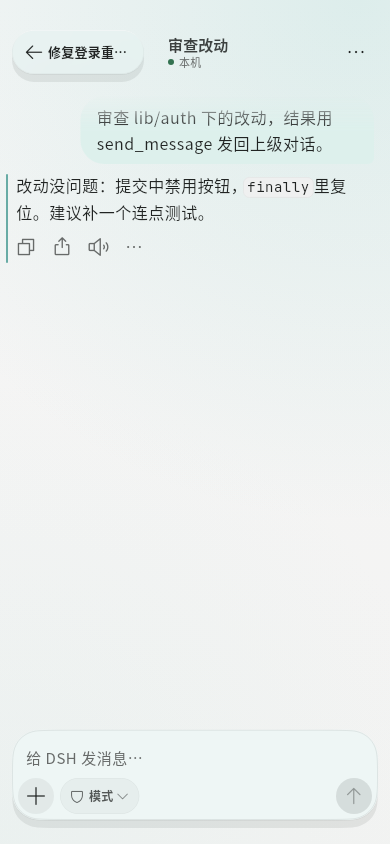 修复登录重…
审查改动
本机
审查 lib/auth 下的改动，结果用
send_message 发回上级对话。
改动没问题：提交中禁用按钮，finally 里复
位。建议补一个连点测试。
给 DSH 发消息…
模式